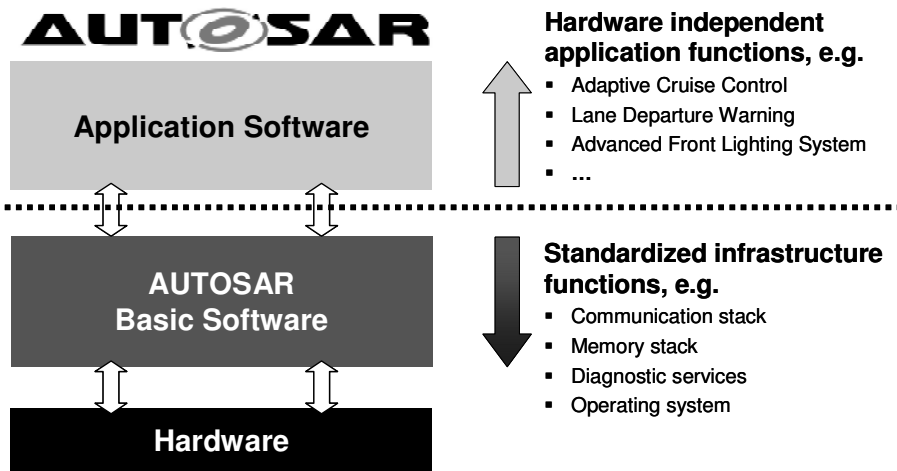 AUTOSAR
Application Software
Hardware independent
application functions, e.g.
▪ Adaptive Cruise Control
▪ Lane Departure Warning
▪ Advanced Front Lighting System
▪ ...
AUTOSAR
Basic Software
Standardized infrastructure
functions, e.g.
▪ Communication stack
▪ Memory stack
▪ Diagnostic services
▪ Operating system
Hardware